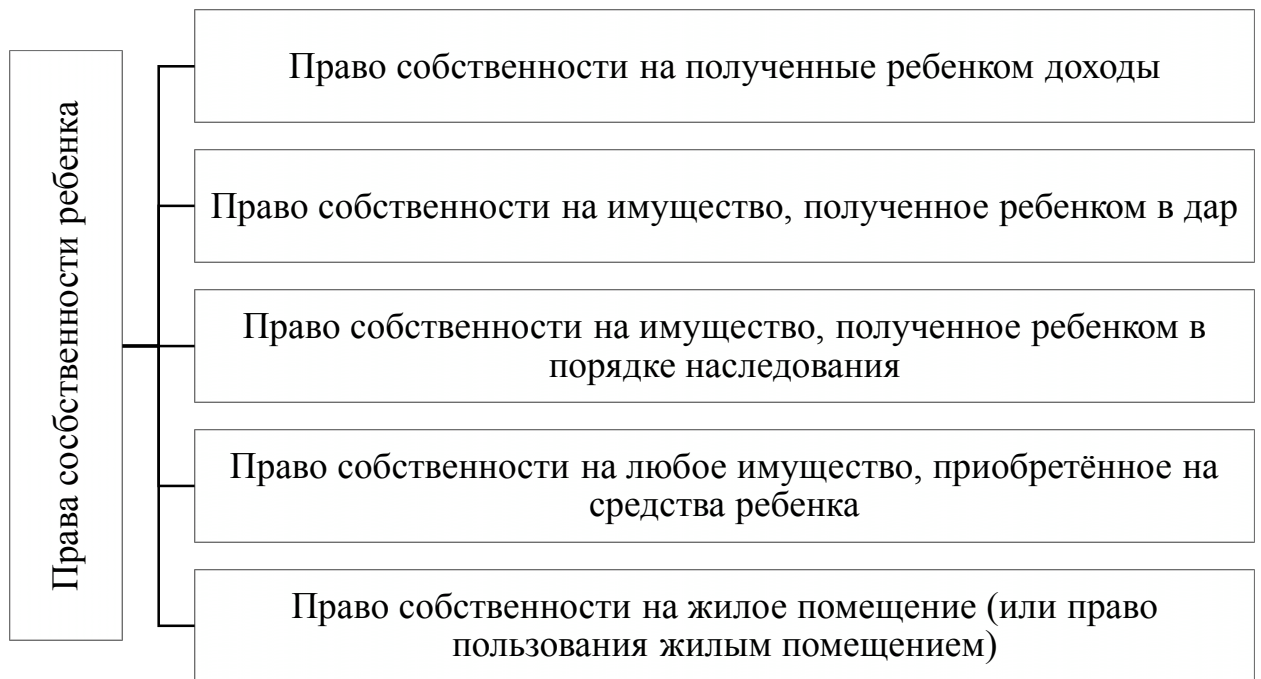 Права сосбственности ребенка
Право собственности на полученные ребенком доходы
Право собственности на имущество, полученное ребенком в дар
Право собственности на имущество, полученное ребенком в
порядке наследования
Право собственности на любое имущество, приобретённое на
средства ребенка
Право собственности на жилое помещение (или право
пользования жилым помещением)